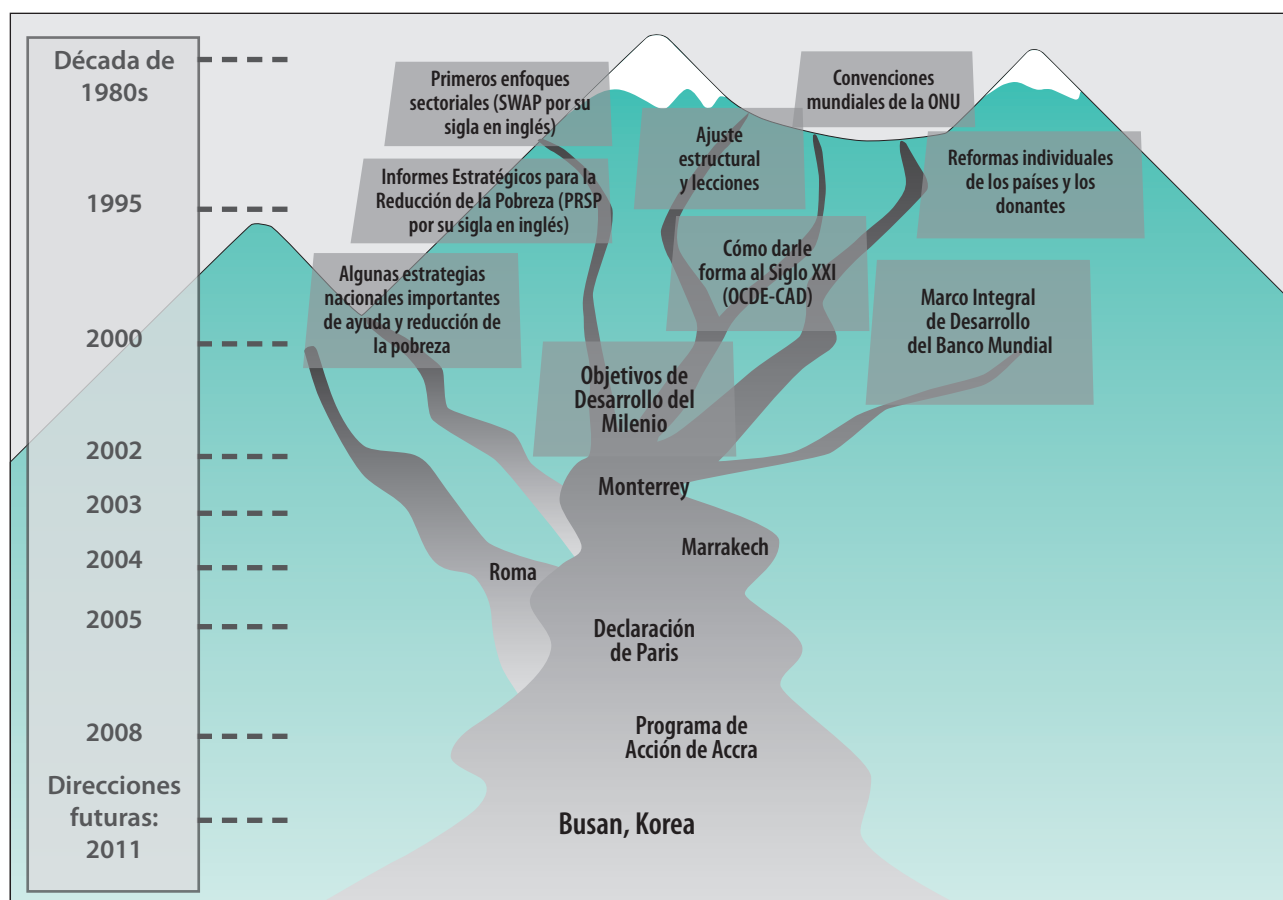 Década de
1980s
1995
2000
2002
2003
2004
2005
2008
Direcciones
futuras:
2011
Primeros enfoques
sectoriales (SWAP por su
sigla en inglés)
Convenciones
mundiales de la ONU
Ajuste
estructural
y lecciones
Reformas individuales
de los países y los
donantes
Informes Estratégicos para la
Reducción de la Pobreza (PRSP
por su sigla en inglés)
Cómo darle
forma al Siglo XXI
(OCDE-CAD)
Algunas estrategias
nacionales importantes
de ayuda y reducción de
la pobreza
Marco Integral
de Desarrollo
del Banco Mundial
Objetivos de
Desarrollo del
Milenio
Monterrey
Marrakech
Roma
Declaración
de Paris
Programa de
Acción de Accra
Busan, Korea